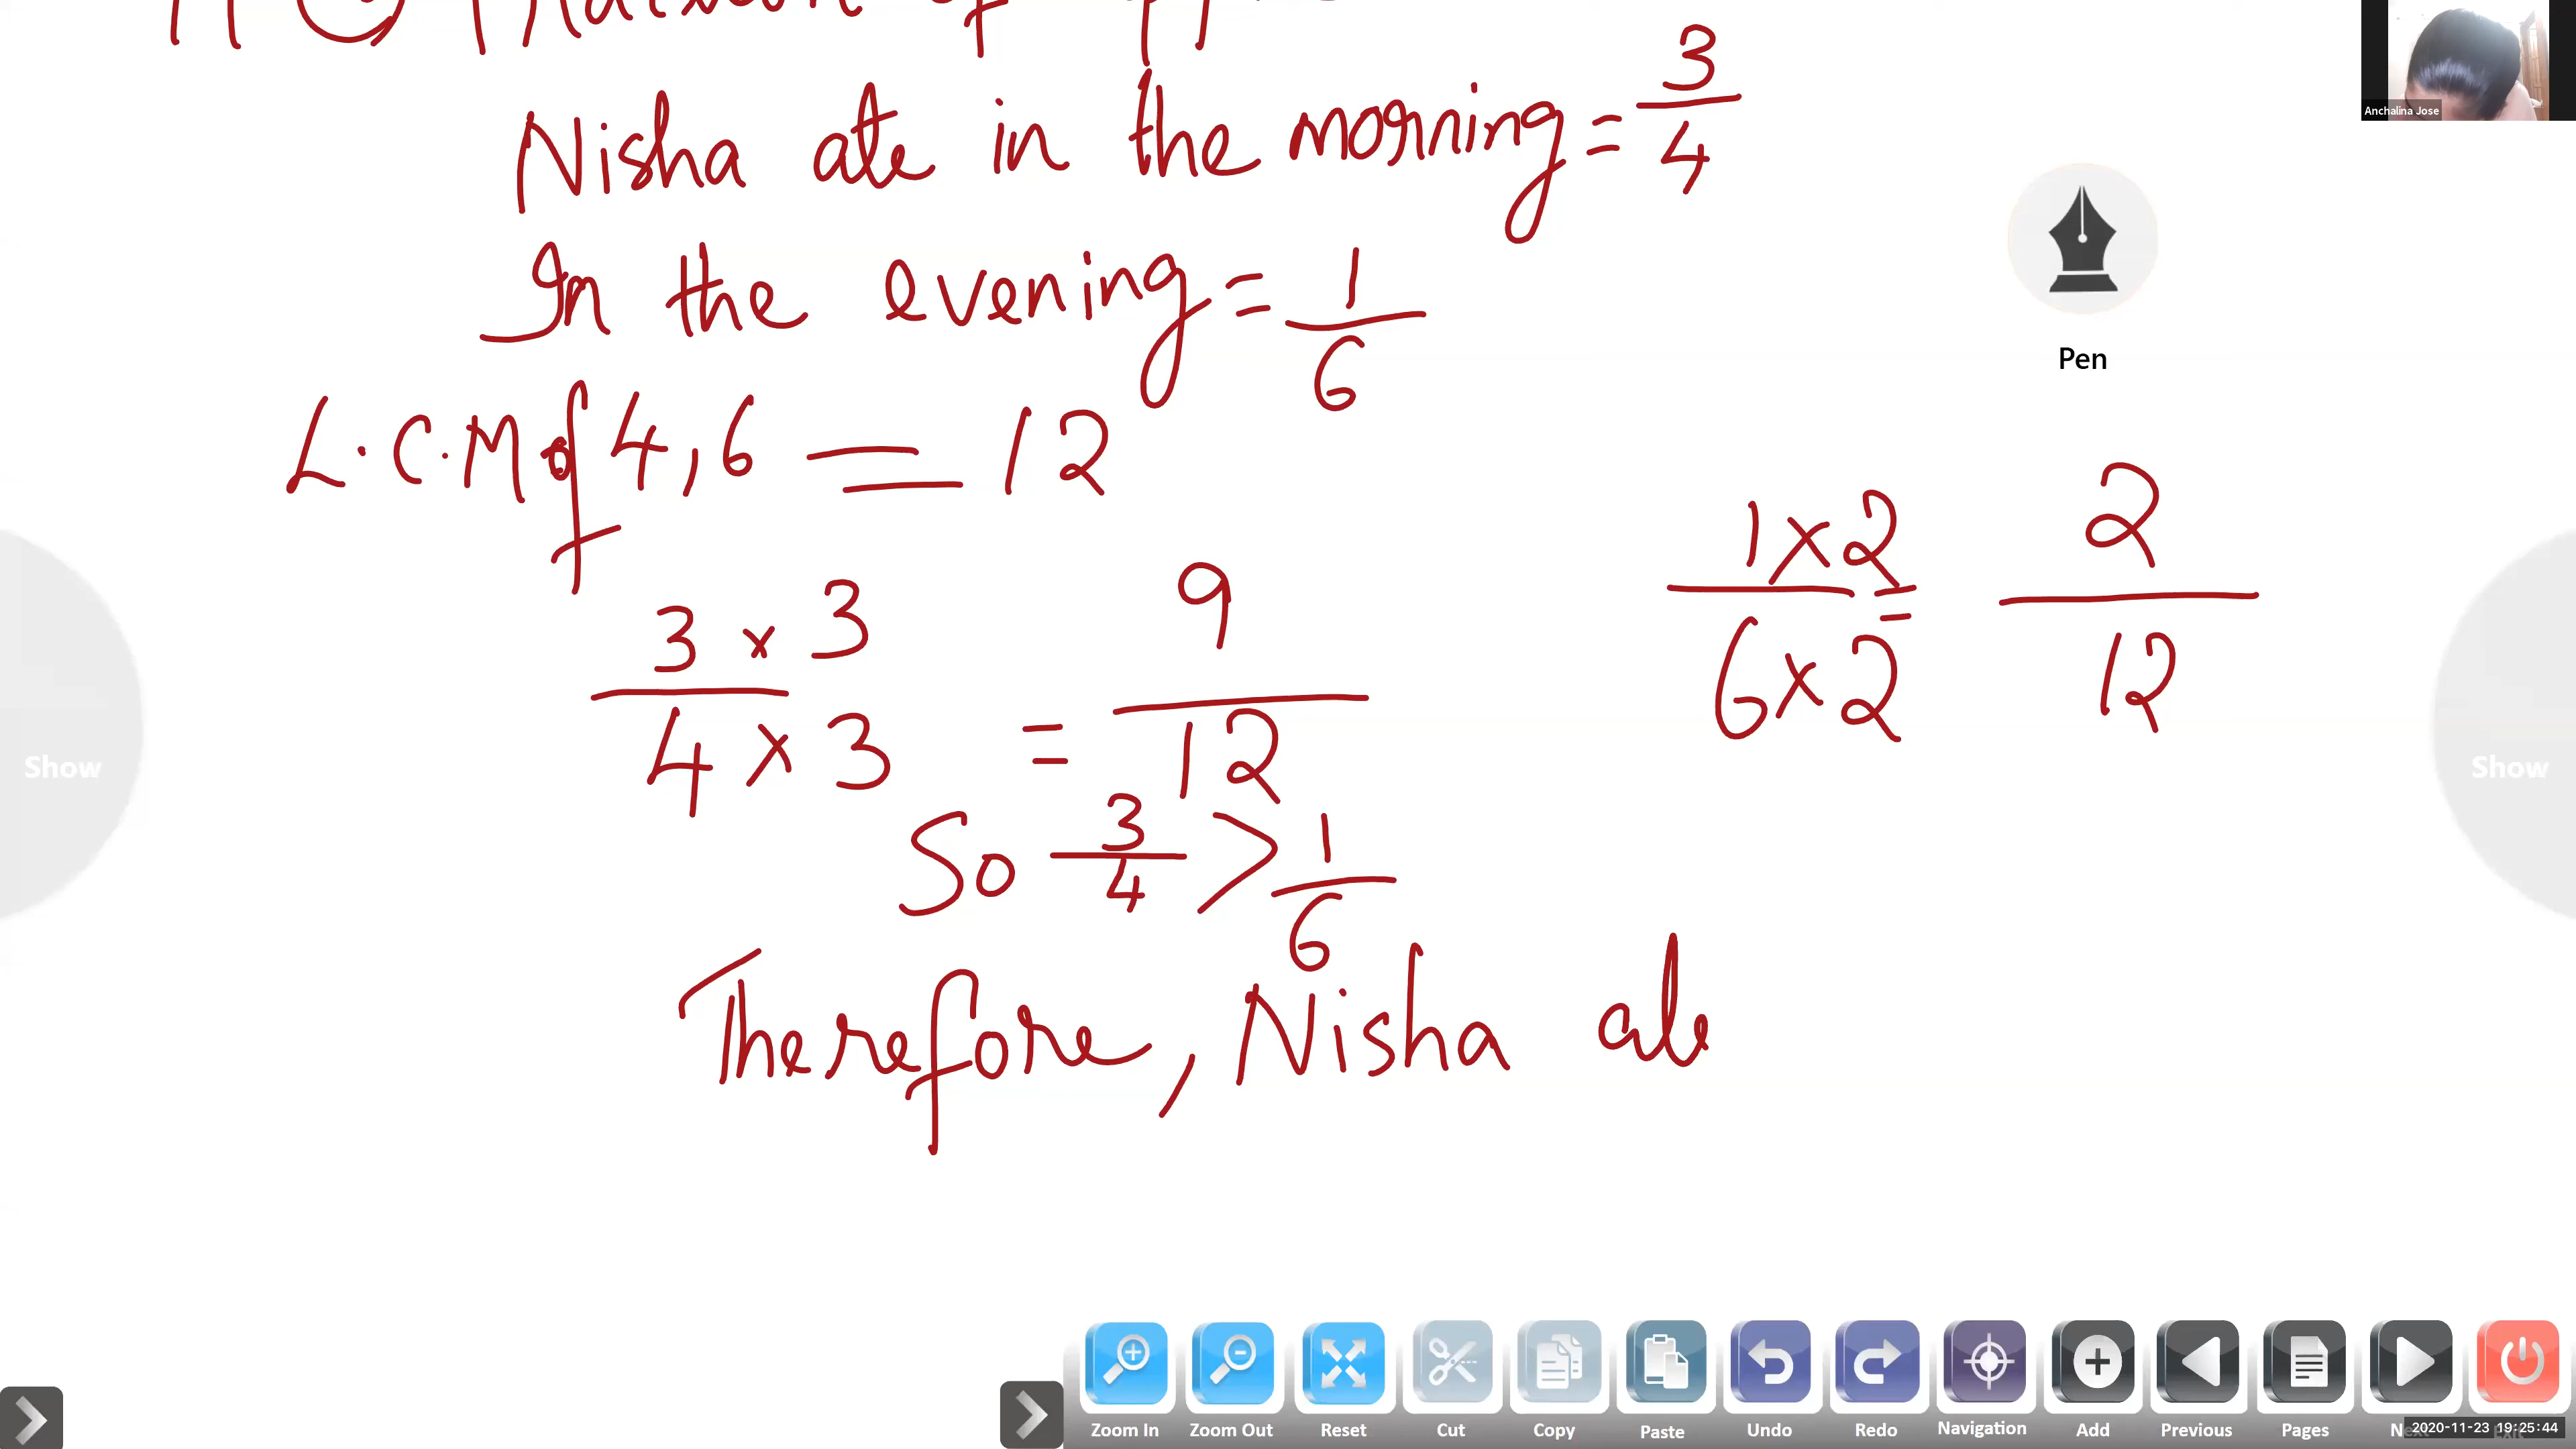 Fraction of
Nisha ate in the morning = 3/4
In the evening = 1/6
L.C.M of 4,6 = 12
3 × 3 / 4 × 3 = 9/12
1×2 / 6×2 = 2/12
So 3/4 > 1/6
Therefore, Nisha ate
Anchalina Jose
Pen
Show
Show
Zoom In Zoom Out Reset Cut Copy Paste Undo Redo Navigation Add Previous Pages
2020-11-23 19:25:44